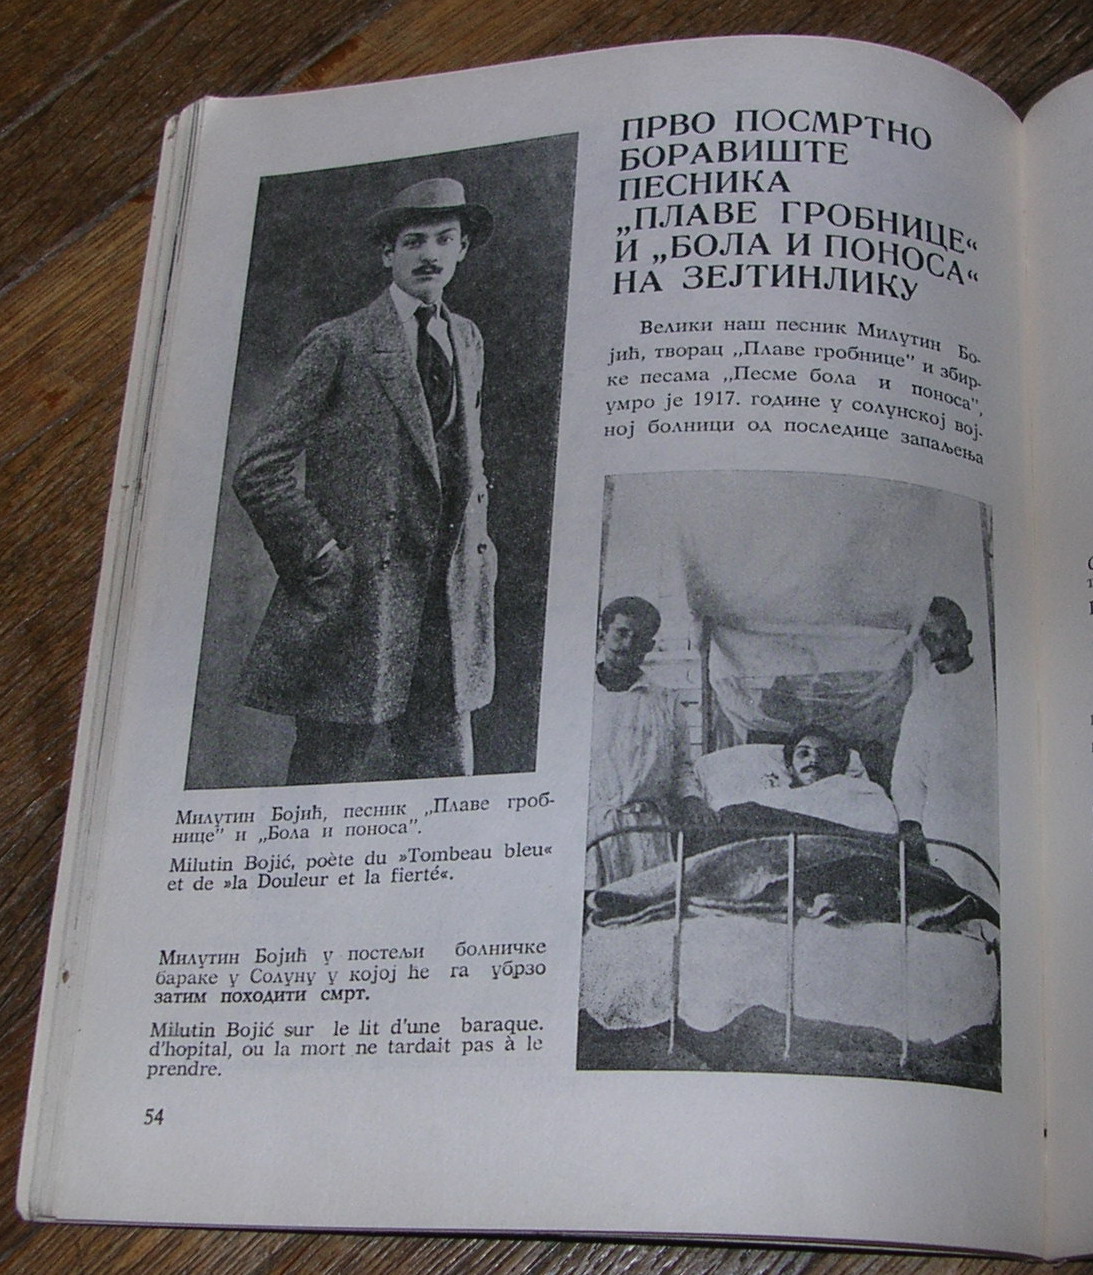 ПРВО ПОСМРТНО
БОРАВИШТЕ
ПЕСНИКА
„ПЛАВЕ ГРОБНИЦЕ“
И „БОЛА И ПОНОСА“
НА ЗЕЈТИНЛИКУ
Велики наш песник Милутин Бо-
јић, творац „Плаве гробнице” и збир-
ке песама „Песме бола и поноса”,
умро је 1917. године у солунској вој-
ној болници од последице запаљења
Милутин Бојић, песник „Плаве гроб-
нице” и „Бола и поноса”.
Milutin Bojić, poète du »Tombeau bleu«
et de »la Douleur et la fierté«.
Милутин Бојић у постељи болничке
бараке у Солуну у којој ће га убрзо
затим походити смрт.
Milutin Bojić sur le lit d'une baraque.
d'hopital, ou la mort ne tardait pas à le
prendre.
54